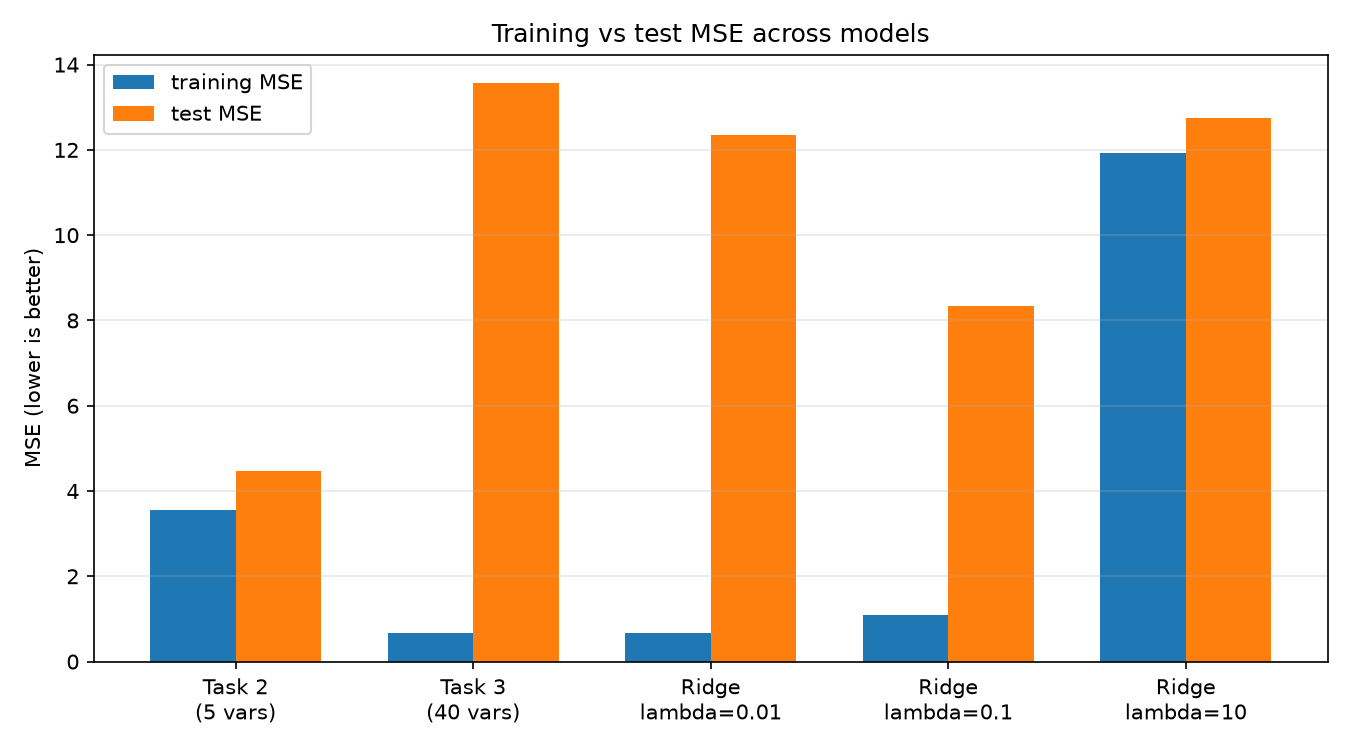 Training vs test MSE across models
training MSE
test MSE
MSE (lower is better)
14
12
10
8
6
4
2
0
Task 2
(5 vars)
Task 3
(40 vars)
Ridge
lambda=0.01
Ridge
lambda=0.1
Ridge
lambda=10